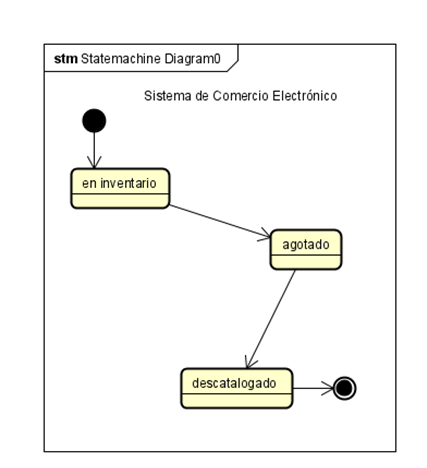 stm Statemachine Diagram0
Sistema de Comercio Electrónico
en inventario
agotado
descatalogado